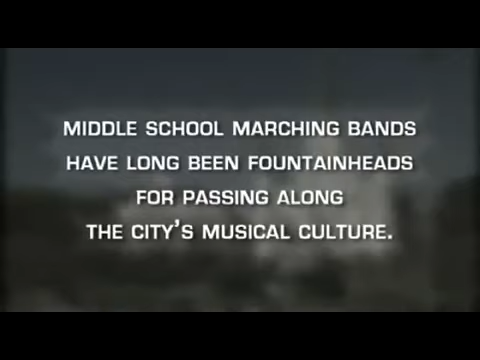 MIDDLE SCHOOL MARCHING BANDS
HAVE LONG BEEN FOUNTAINHEADS
FOR PASSING ALONG
THE CITY'S MUSICAL CULTURE.